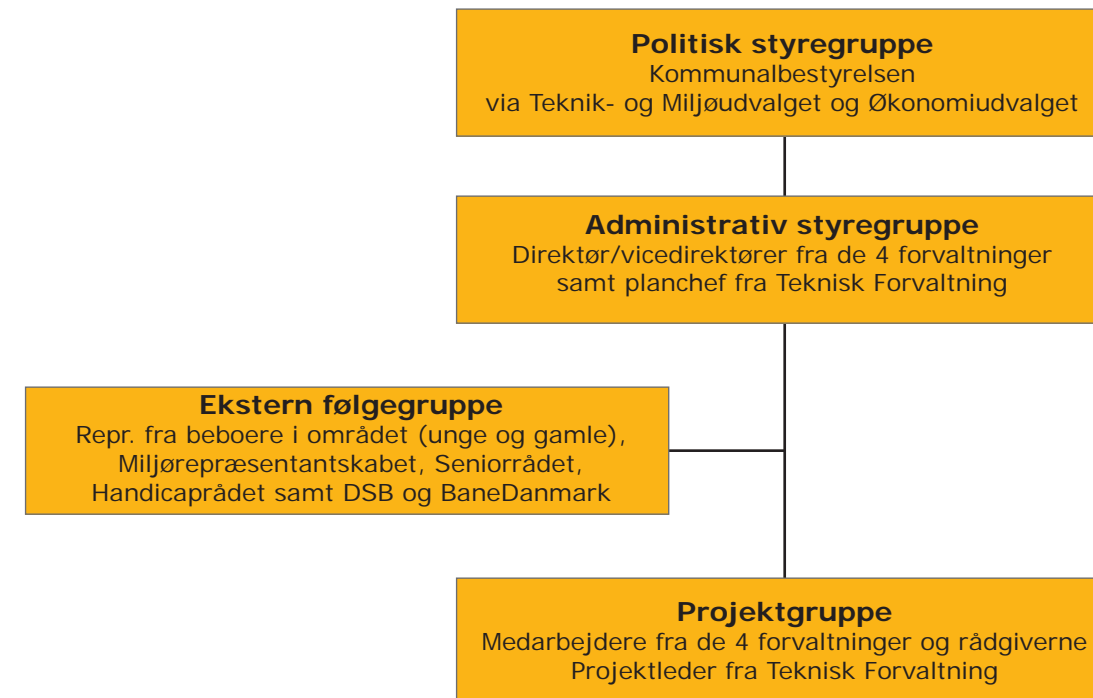 Politisk styregruppe
Kommunalbestyrelsen
via Teknik- og Miljøudvalget og Økonomiudvalget
Administrativ styregruppe
Direktør/vicedirektører fra de 4 forvaltninger
samt planchef fra Teknisk Forvaltning
Ekstern følgegruppe
Repr. fra beboere i området (unge og gamle),
Miljørepræsentantskabet, Seniorrådet,
Handicaprådet samt DSB og BaneDanmark
Projektgruppe
Medarbejdere fra de 4 forvaltninger og rådgiverne
Projektleder fra Teknisk Forvaltning